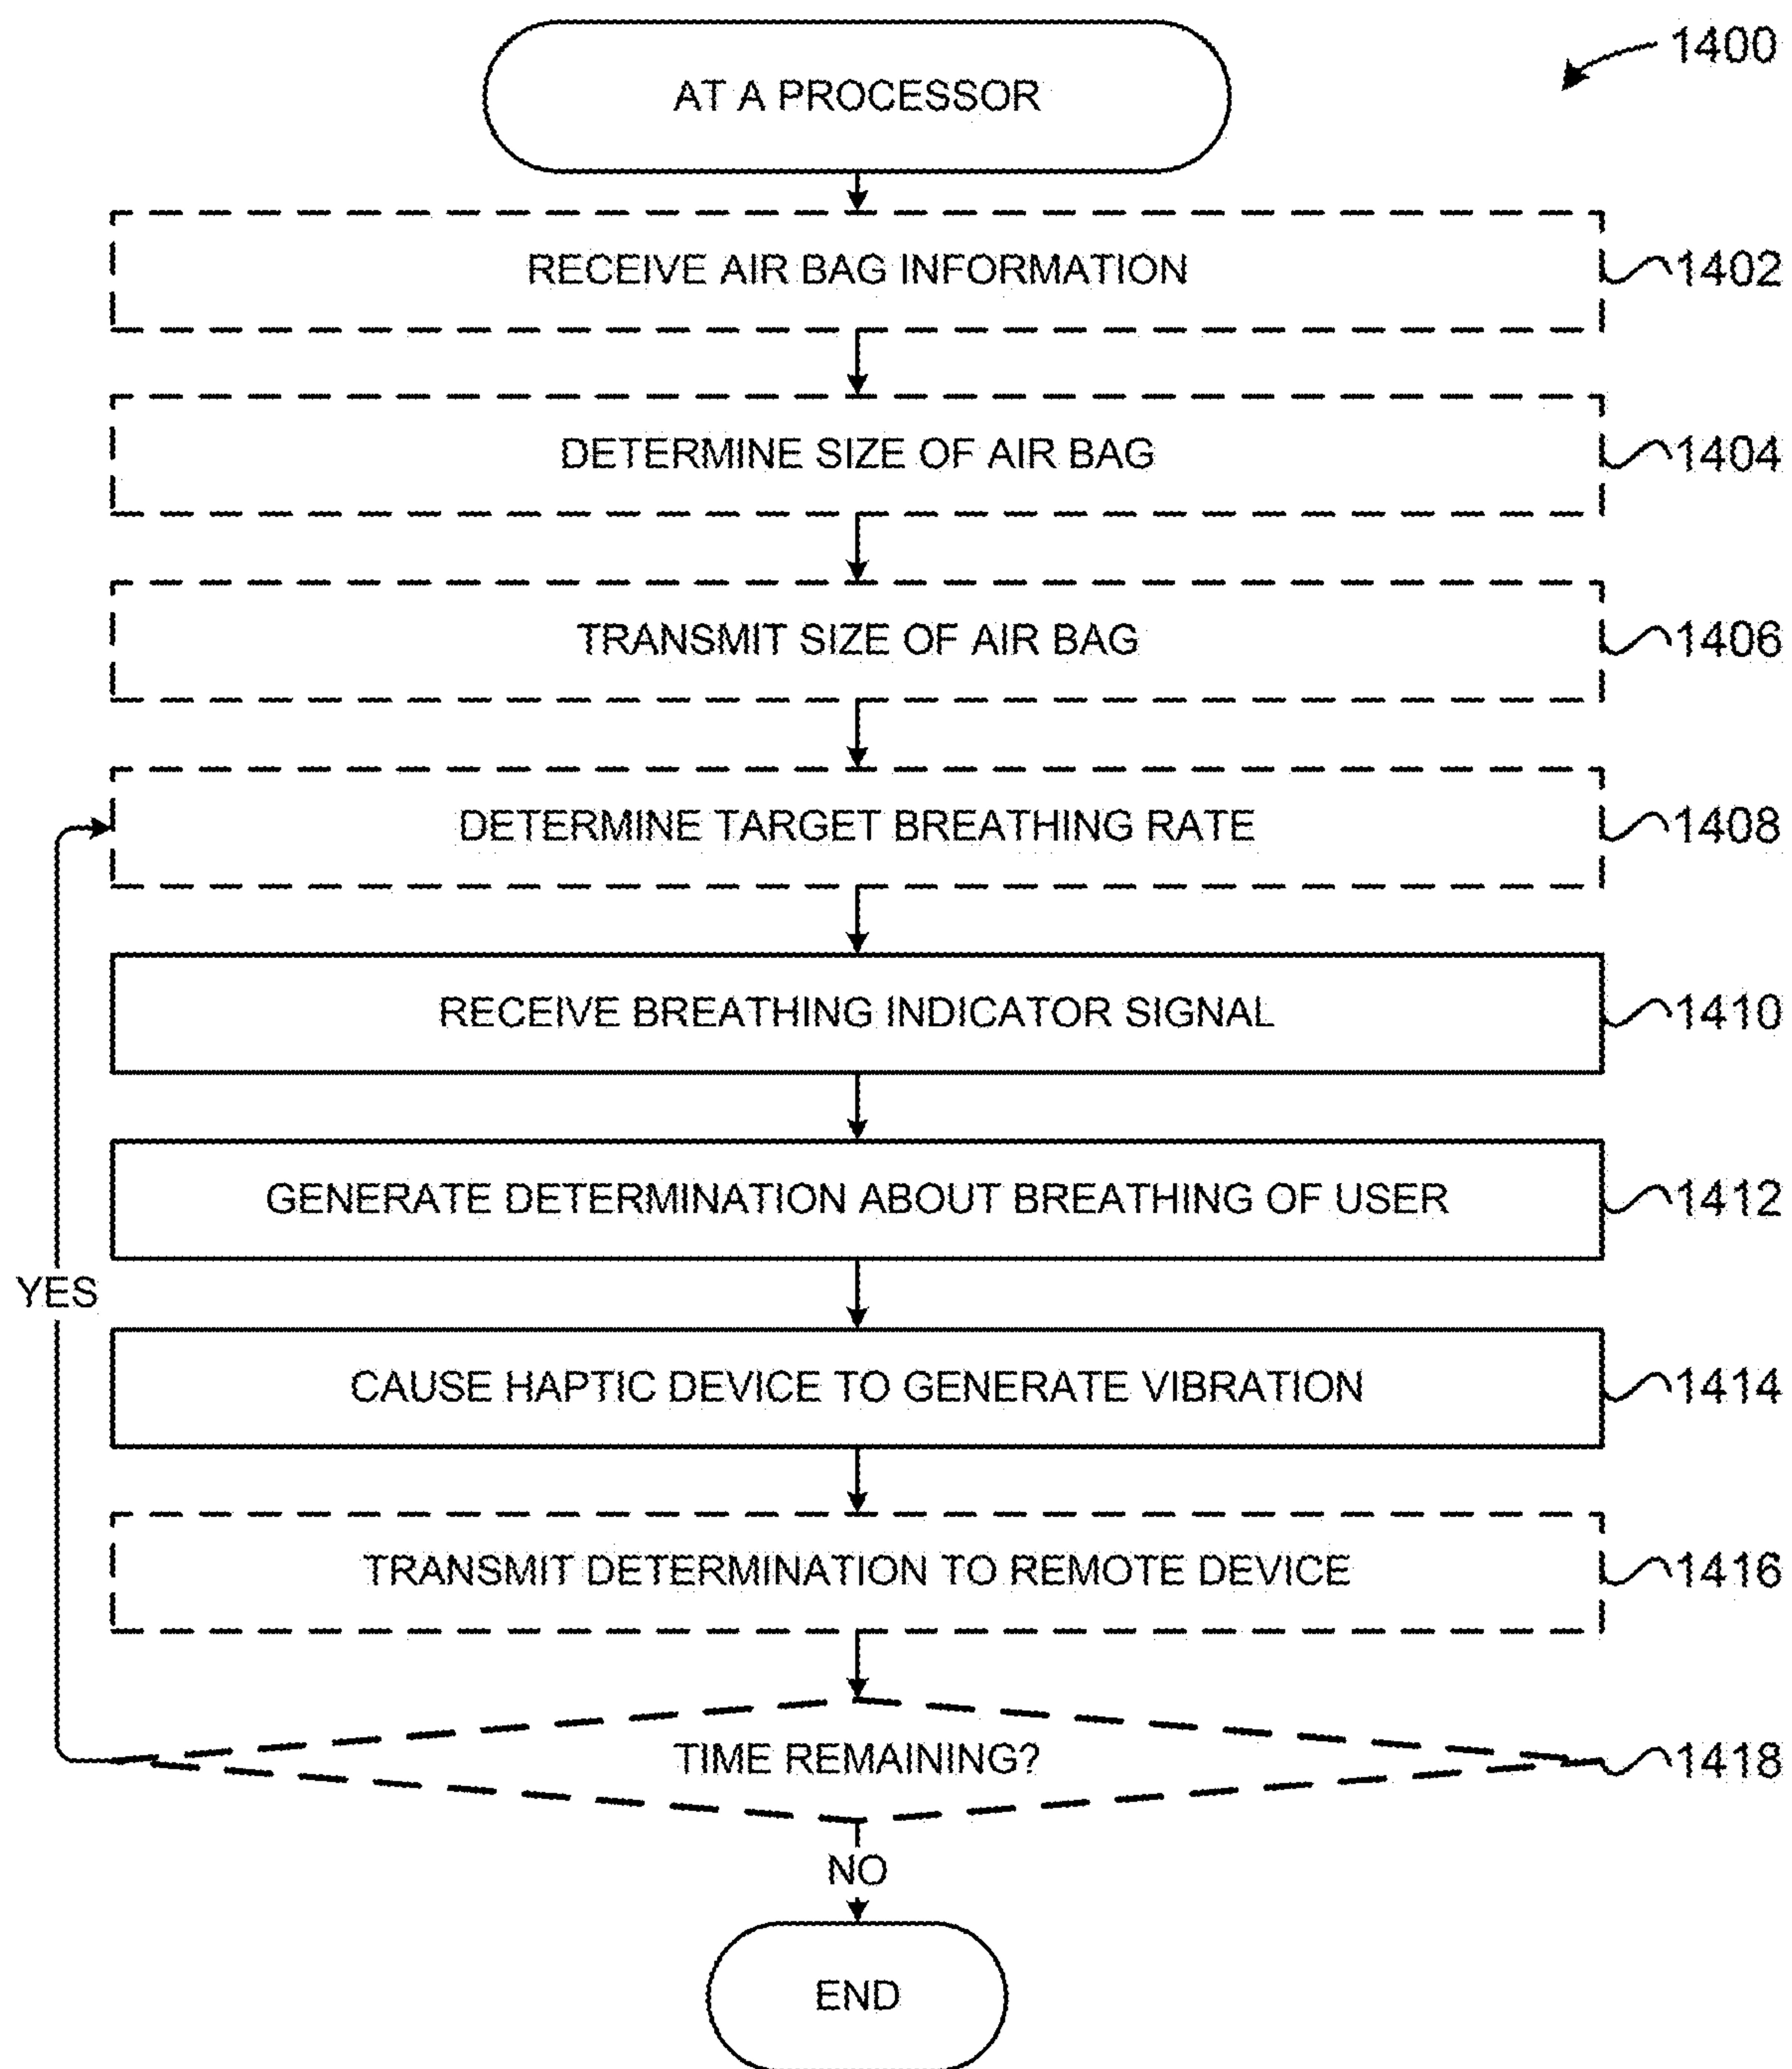 1400
AT A PROCESSOR
RECEIVE AIR BAG INFORMATION
1402
DETERMINE SIZE OF AIR BAG
1404
TRANSMIT SIZE OF AIR BAG
1406
DETERMINE TARGET BREATHING RATE
1408
RECEIVE BREATHING INDICATOR SIGNAL
1410
GENERATE DETERMINATION ABOUT BREATHING OF USER
1412
YES
CAUSE HAPTIC DEVICE TO GENERATE VIBRATION
1414
TRANSMIT DETERMINATION TO REMOTE DEVICE
1416
TIME REMAINING?
1418
NO
END